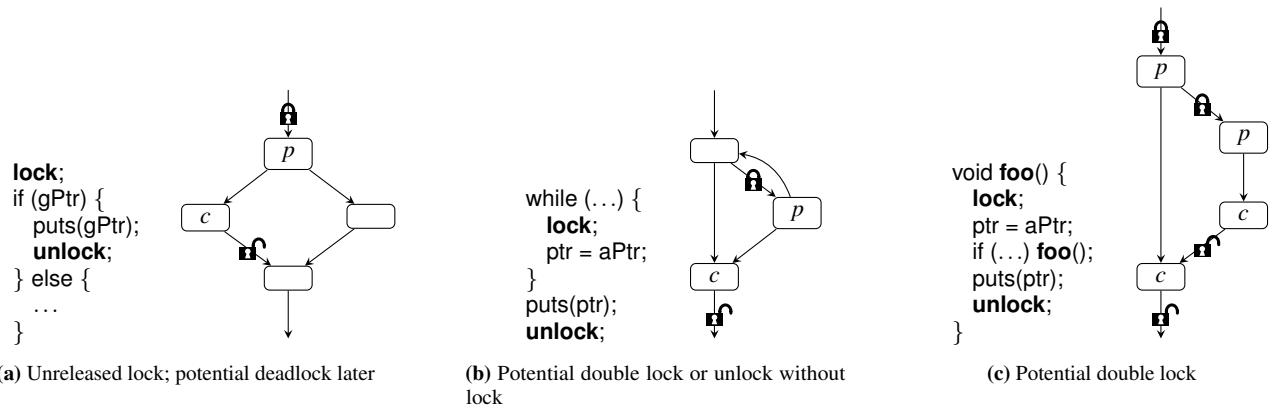 lock;
if (gPtr) {
puts(gPtr);
unlock;
} else {
...
}
p
c
(a) Unreleased lock; potential deadlock later
while (...) {
lock;
ptr = aPtr;
}
puts(ptr);
unlock;
p
c
(b) Potential double lock or unlock without
lock
void foo() {
lock;
ptr = aPtr;
if (...) foo();
puts(ptr);
unlock;
}
p
p
c
c
(c) Potential double lock